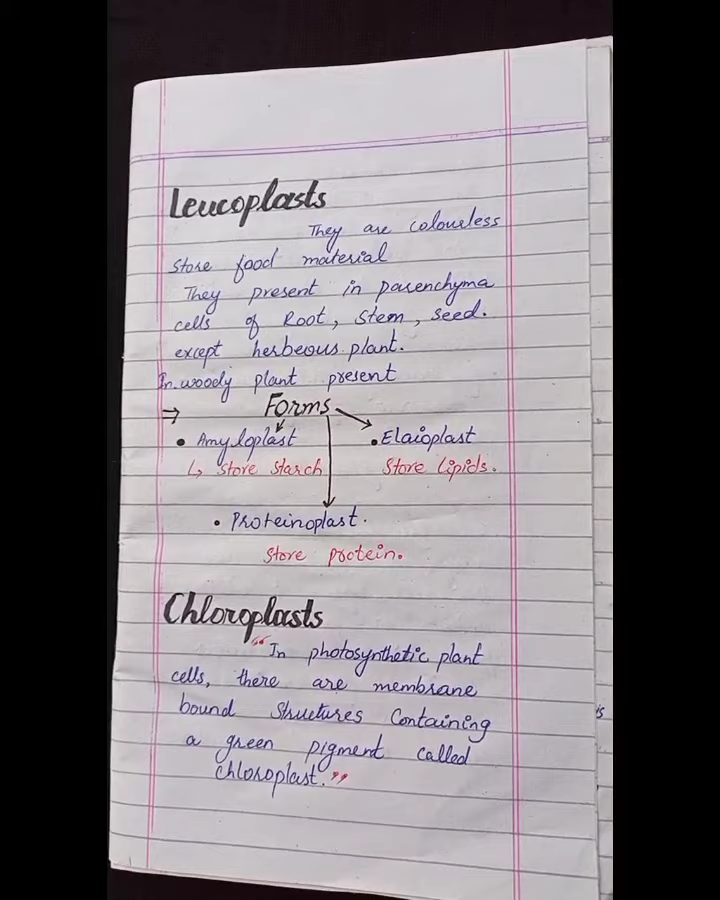 Leucoplasts
They are colourless
Store food material
They present in parenchyma
cells of Root, Stem, Seed.
except herbeous plant.
In woody plant present
⇒ Forms
• Amyloplast • Elaioplast
↳ Store Starch Store Lipids.
• Proteinoplast.
Store protein.
Chloroplasts
"In photosynthetic plant
cells, there are membrane
bound Structures Containing
a green pigment called
chloroplast."